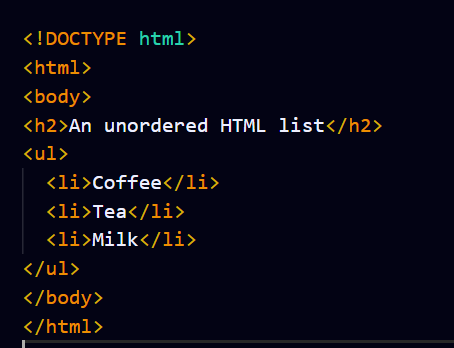 <!DOCTYPE html>
<html>
<body>
<h2>An unordered HTML list</h2>
<ul>
  <li>Coffee</li>
  <li>Tea</li>
  <li>Milk</li>
</ul>
</body>
</html>